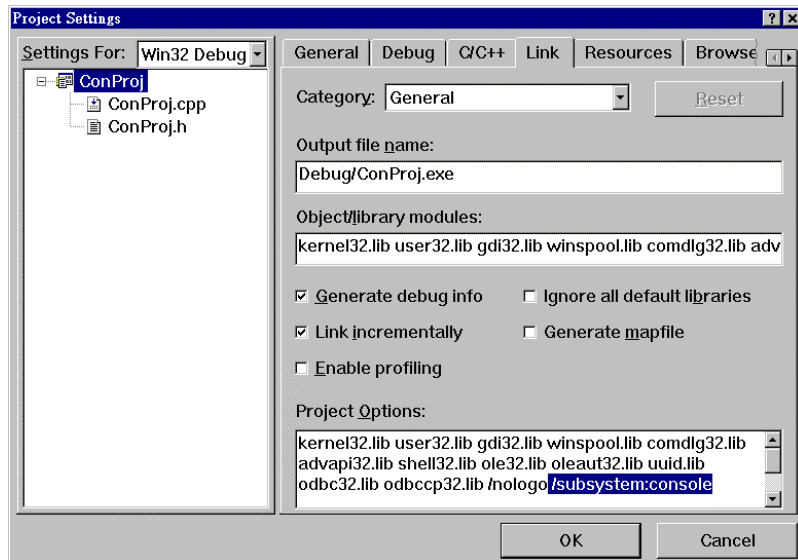 Project Settings
Settings For: Win32 Debug
ConProj
ConProj.cpp
ConProj.h
General Debug C/C++ Link Resources Browse
Category: General
Reset
Output file name:
Debug/ConProj.exe
Object/library modules:
kernel32.lib user32.lib gdi32.lib winspool.lib comdlg32.lib adv
Generate debug info
Ignore all default libraries
Link incrementally
Generate mapfile
Enable profiling
Project Options:
kernel32.lib user32.lib gdi32.lib winspool.lib comdlg32.lib
advapi32.lib shell32.lib ole32.lib oleaut32.lib uuid.lib
odbc32.lib odbccp32.lib /nologo /subsystem:console
OK
Cancel